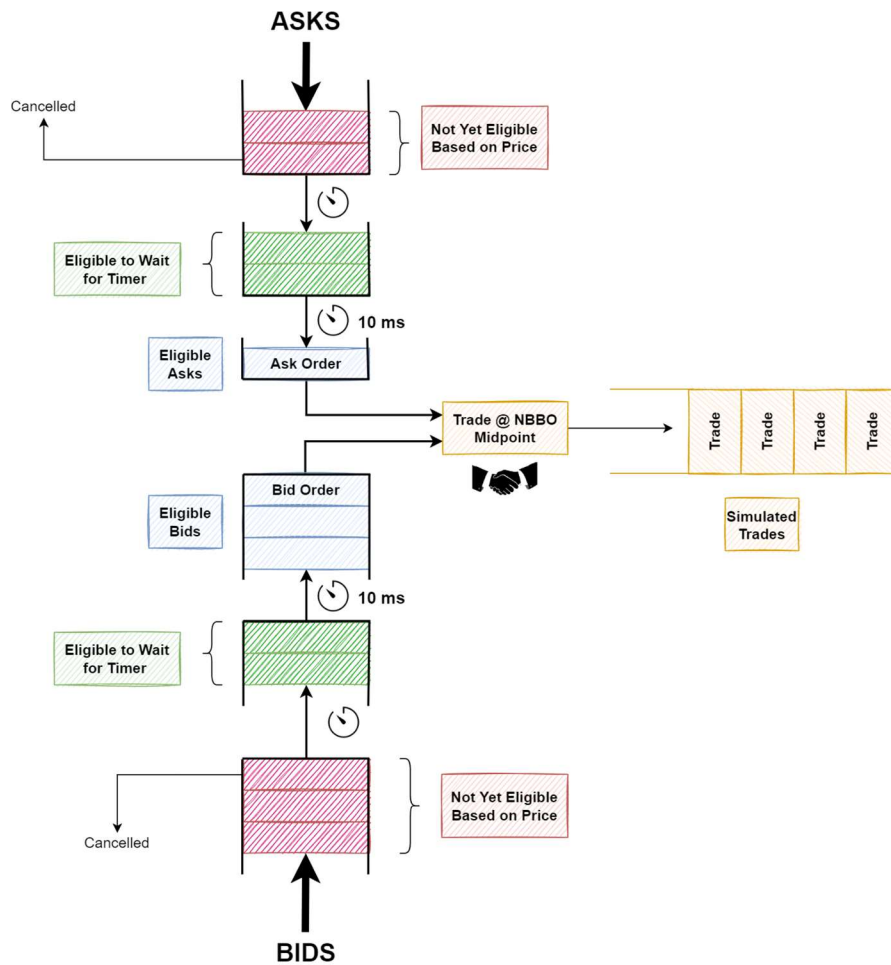 ASKS
Cancelled
Not Yet Eligible
Based on Price
Eligible to Wait
for Timer
10 ms
Eligible
Asks
Ask Order
Trade @ NBBO
Midpoint
Trade
Trade
Trade
Trade
Bid Order
Eligible
Bids
Simulated
Trades
10 ms
Eligible to Wait
for Timer
Not Yet Eligible
Based on Price
Cancelled
BIDS